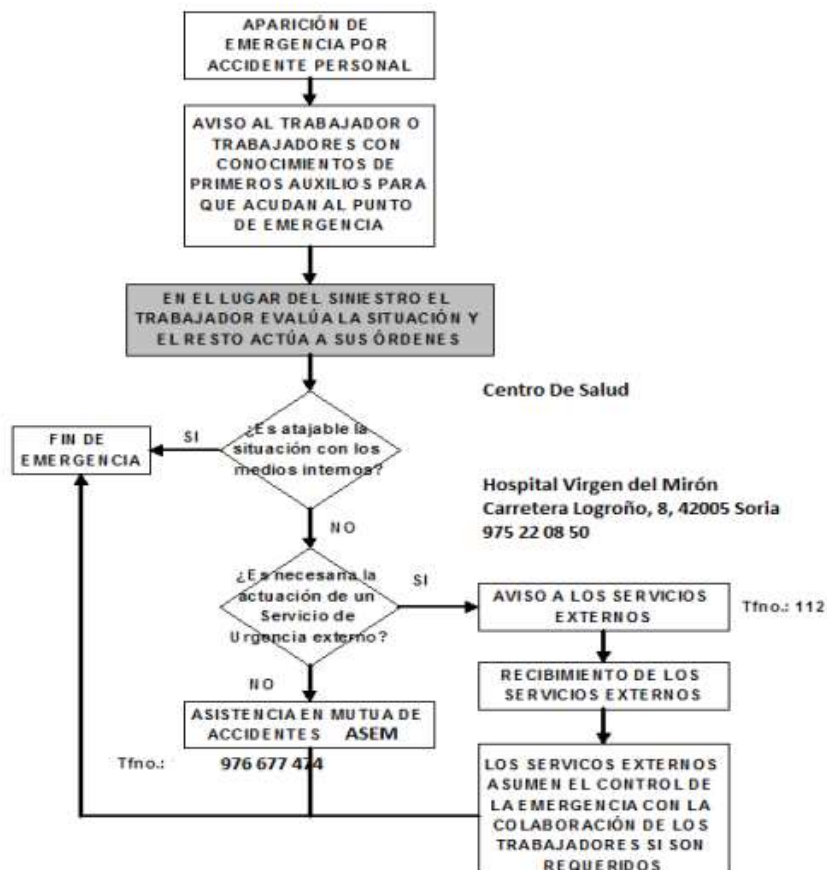 APARICIÓN DE
EMERGENCIA POR
ACCIDENTE PERSONAL
AVISO AL TRABAJADOR O
TRABAJADORES CON
CONOCIMIENTOS DE
PRIMEROS AUXILIOS PARA
QUE ACUDAN AL PUNTO
DE EMERGENCIA
EN EL LUGAR DEL SINIESTRO EL
TRABAJADOR EVALÚA LA SITUACIÓN Y
EL RESTO ACTÚA A SUS ÓRDENES
Centro De Salud
¿Es atajable la
situación con los
medios internos?
SI
FIN DE
EMERGENCIA
Hospital Virgen del Mirón
Carretera Logroño, 8, 42005 Soria
975 22 08 50
NO
¿Es necesaria la
actuación de un
Servicio de
Urgencia externo?
SI
AVISO A LOS SERVICIOS
EXTERNOS
Tfno.: 112
RECIBIMIENTO DE LOS
SERVICIOS EXTERNOS
NO
ASISTENCIA EN MUTUA DE
ACCIDENTES ASEM
Tfno.: 976 677 474
LOS SERVICOS EXTERNOS
ASUMEN EL CONTROL DE
LA EMERGENCIA CON LA
COLABORACIÓN DE LOS
TRABAJADORES SI SON
REQUERIDOS